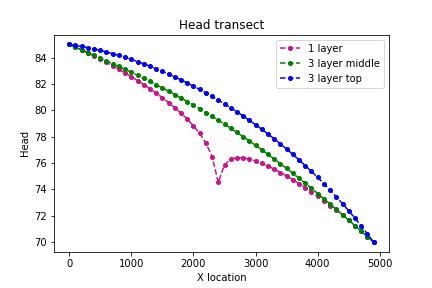 Head transect
1 layer
3 layer middle
3 layer top
Head
84
82
80
78
76
74
72
70
0
1000
2000
3000
4000
5000
X location